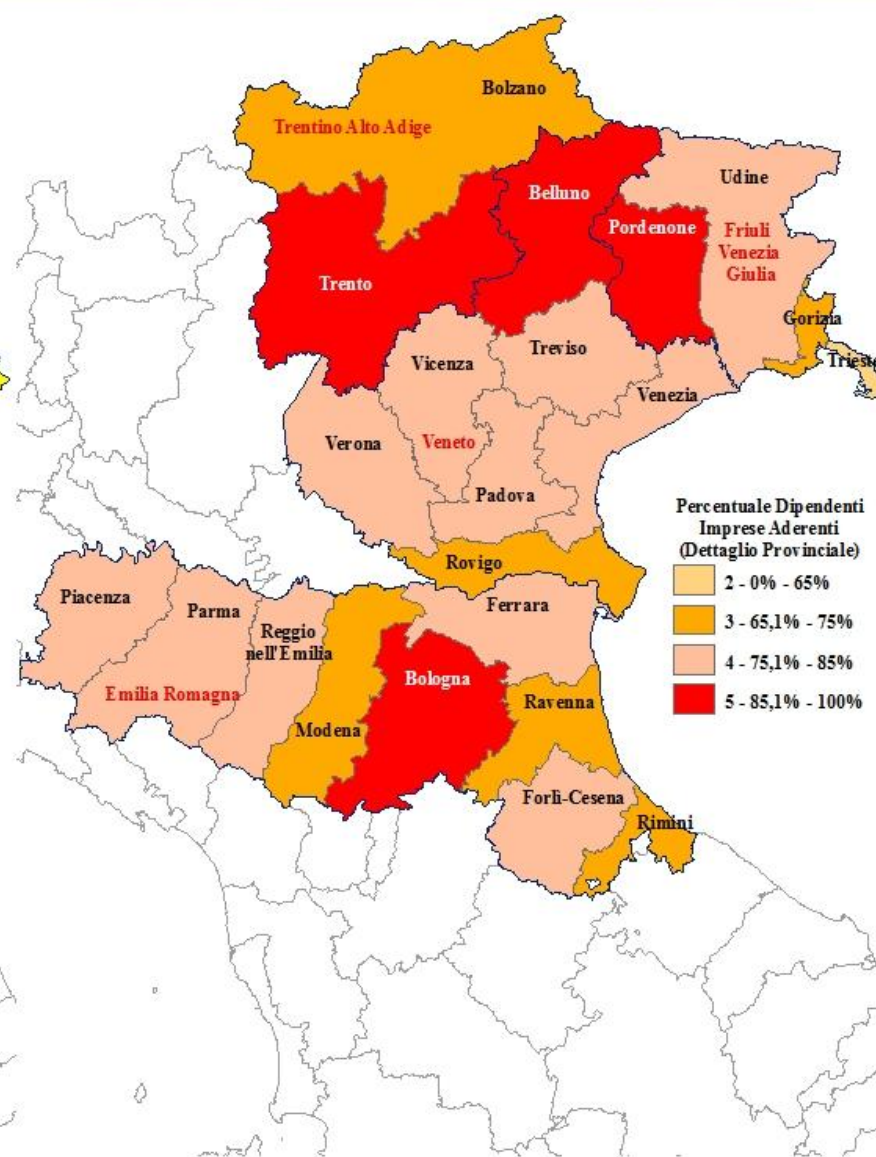 Bolzano
Trentino Alto Adige
Udine
Belluno
Pordenone
Friuli
Venezia
Giulia
Trento
Gorizia
Treviso
Trieste
Vicenza
Venezia
Verona
Veneto
Padova
Percentuale Dipendenti
Imprese Aderenti
(Dettaglio Provinciale)
2 - 0% - 65%
3 - 65,1% - 75%
4 - 75,1% - 85%
5 - 85,1% - 100%
Rovigo
Piacenza
Parma
Ferrara
Reggio
nell'Emilia
Bologna
Emilia Romagna
Ravenna
Modena
Forlì-Cesena
Rimini